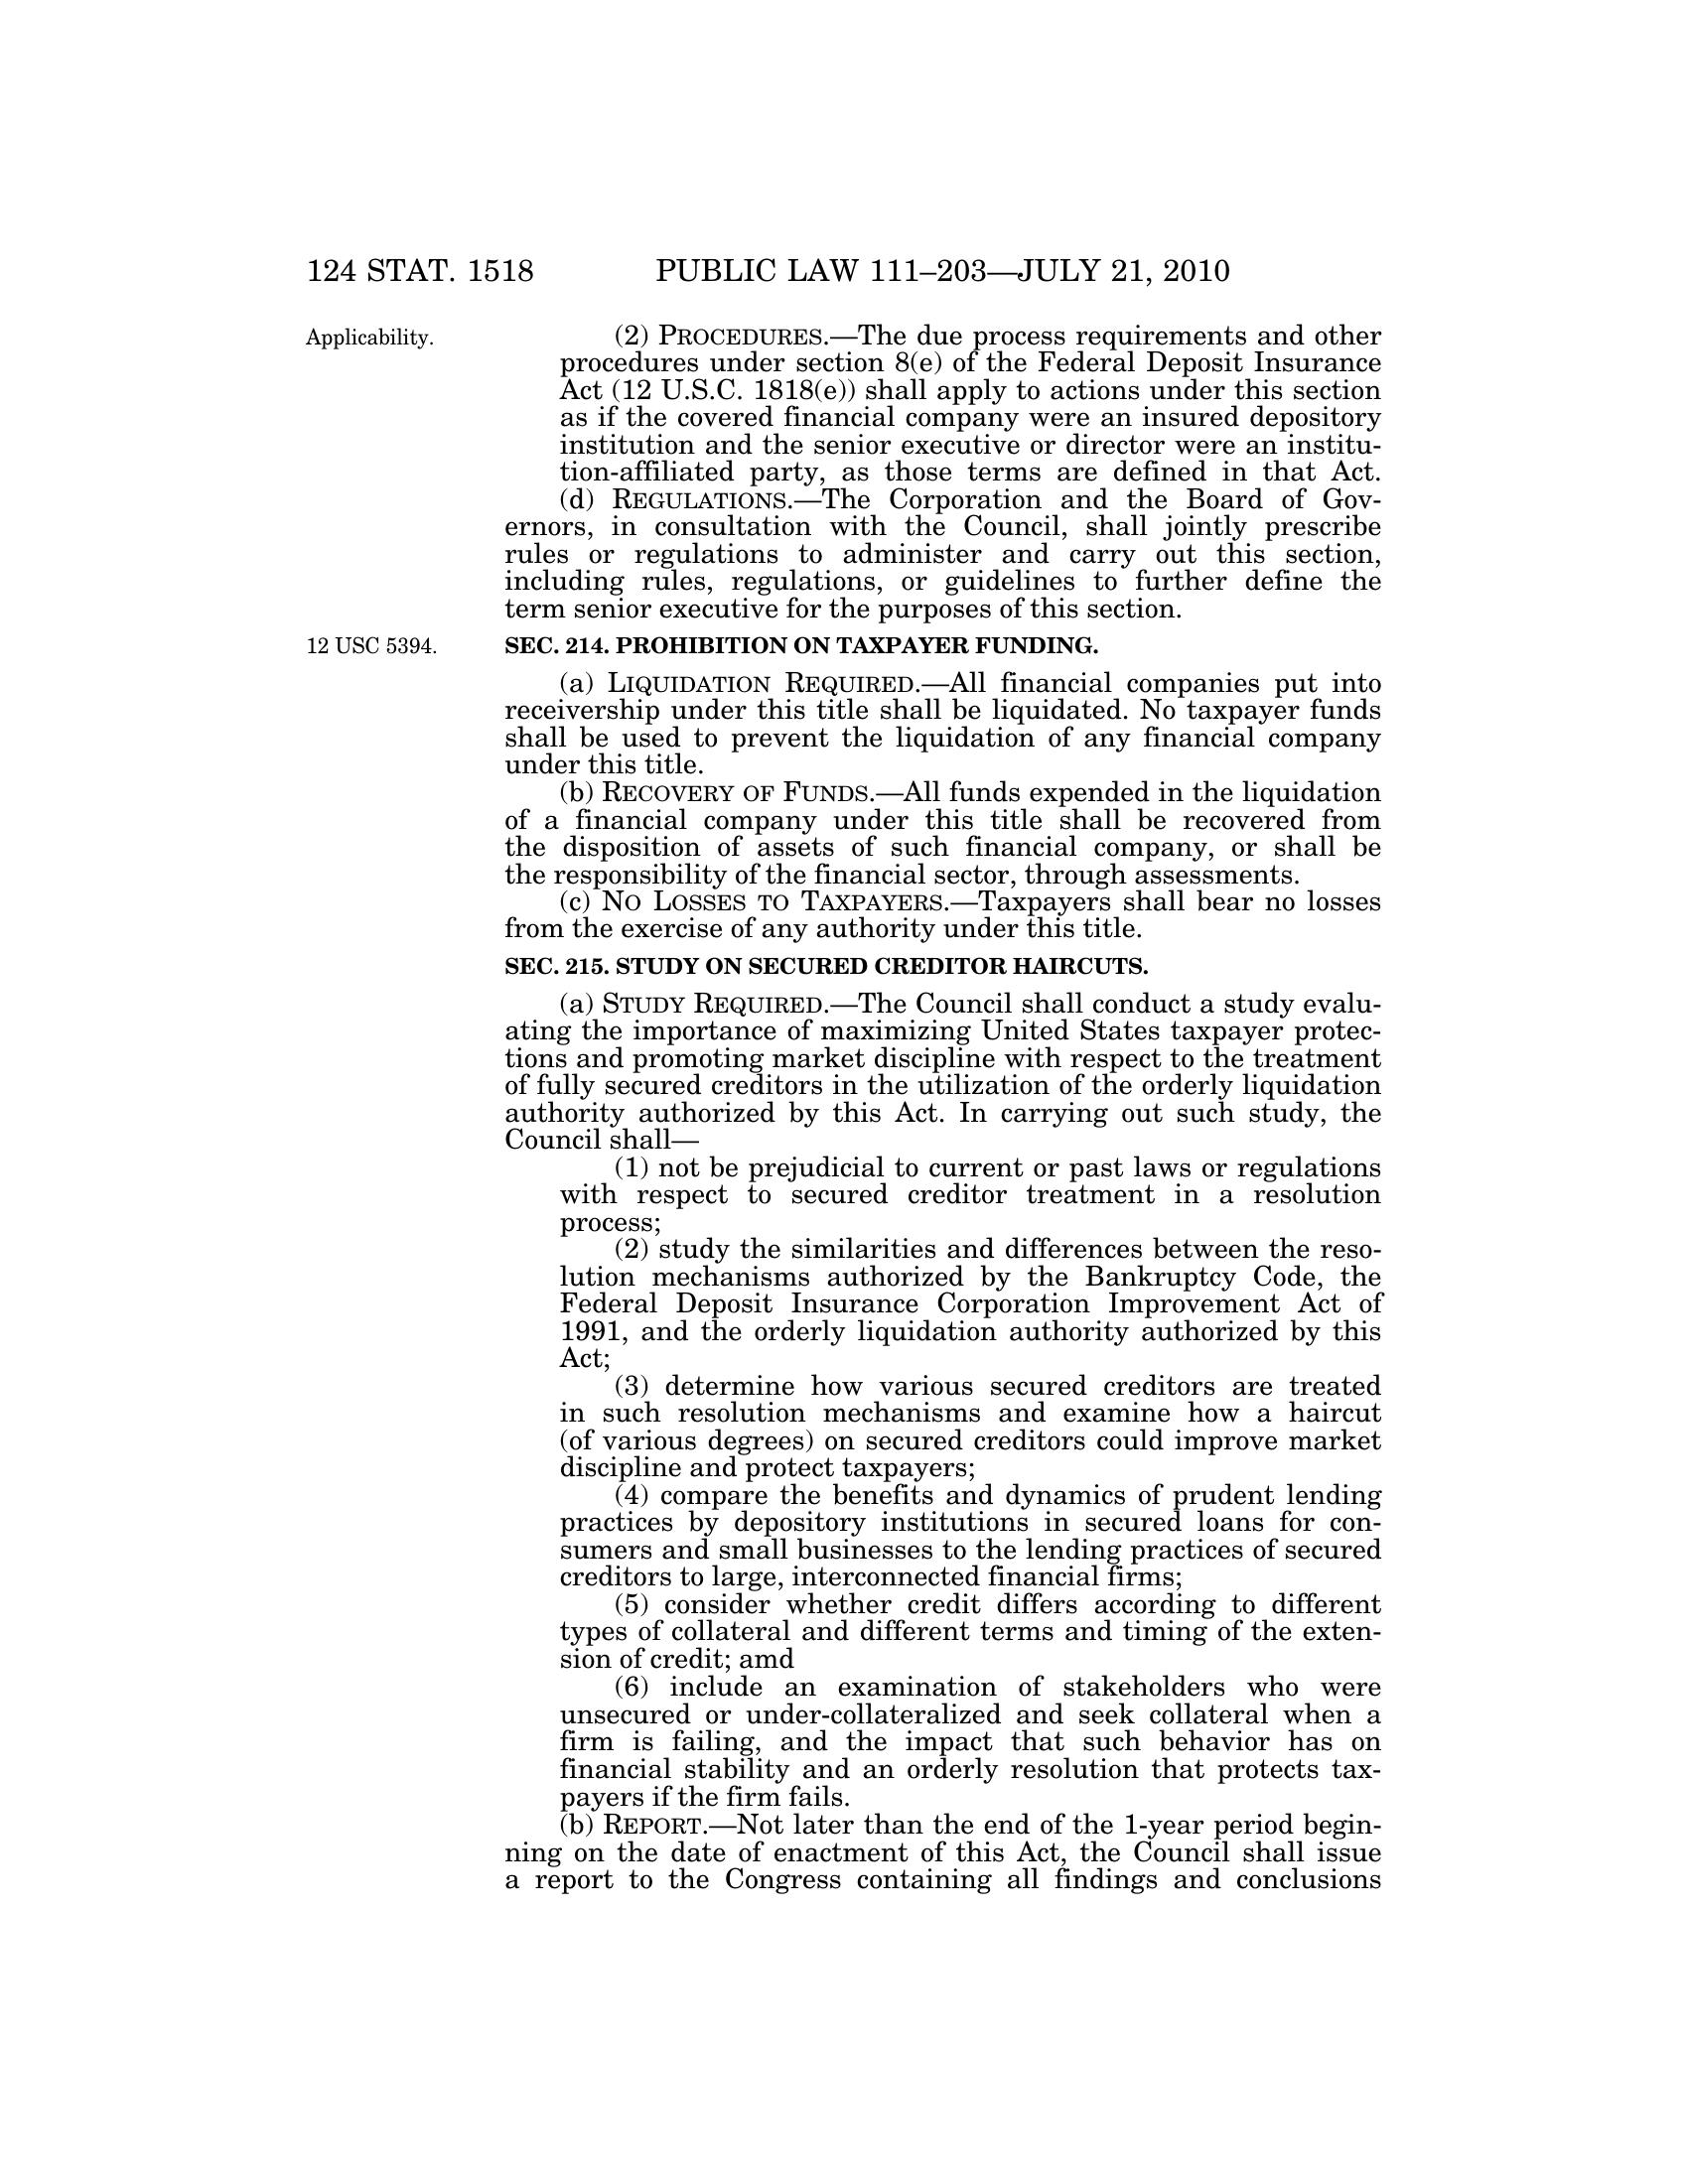 124 STAT. 1518 PUBLIC LAW 111–203—JULY 21, 2010
Applicability.
(2) PROCEDURES.—The due process requirements and other
procedures under section 8(e) of the Federal Deposit Insurance
Act (12 U.S.C. 1818(e)) shall apply to actions under this section
as if the covered financial company were an insured depository
institution and the senior executive or director were an institu-
tion-affiliated party, as those terms are defined in that Act.
(d) REGULATIONS.—The Corporation and the Board of Gov-
ernors, in consultation with the Council, shall jointly prescribe
rules or regulations to administer and carry out this section,
including rules, regulations, or guidelines to further define the
term senior executive for the purposes of this section.
12 USC 5394.
SEC. 214. PROHIBITION ON TAXPAYER FUNDING.
(a) LIQUIDATION REQUIRED.—All financial companies put into
receivership under this title shall be liquidated. No taxpayer funds
shall be used to prevent the liquidation of any financial company
under this title.
(b) RECOVERY OF FUNDS.—All funds expended in the liquidation
of a financial company under this title shall be recovered from
the disposition of assets of such financial company, or shall be
the responsibility of the financial sector, through assessments.
(c) NO LOSSES TO TAXPAYERS.—Taxpayers shall bear no losses
from the exercise of any authority under this title.
SEC. 215. STUDY ON SECURED CREDITOR HAIRCUTS.
(a) STUDY REQUIRED.—The Council shall conduct a study evalu-
ating the importance of maximizing United States taxpayer protec-
tions and promoting market discipline with respect to the treatment
of fully secured creditors in the utilization of the orderly liquidation
authority authorized by this Act. In carrying out such study, the
Council shall—
(1) not be prejudicial to current or past laws or regulations
with respect to secured creditor treatment in a resolution
process;
(2) study the similarities and differences between the reso-
lution mechanisms authorized by the Bankruptcy Code, the
Federal Deposit Insurance Corporation Improvement Act of
1991, and the orderly liquidation authority authorized by this
Act;
(3) determine how various secured creditors are treated
in such resolution mechanisms and examine how a haircut
(of various degrees) on secured creditors could improve market
discipline and protect taxpayers;
(4) compare the benefits and dynamics of prudent lending
practices by depository institutions in secured loans for con-
sumers and small businesses to the lending practices of secured
creditors to large, interconnected financial firms;
(5) consider whether credit differs according to different
types of collateral and different terms and timing of the exten-
sion of credit; amd
(6) include an examination of stakeholders who were
unsecured or under-collateralized and seek collateral when a
firm is failing, and the impact that such behavior has on
financial stability and an orderly resolution that protects tax-
payers if the firm fails.
(b) REPORT.—Not later than the end of the 1-year period begin-
ning on the date of enactment of this Act, the Council shall issue
a report to the Congress containing all findings and conclusions